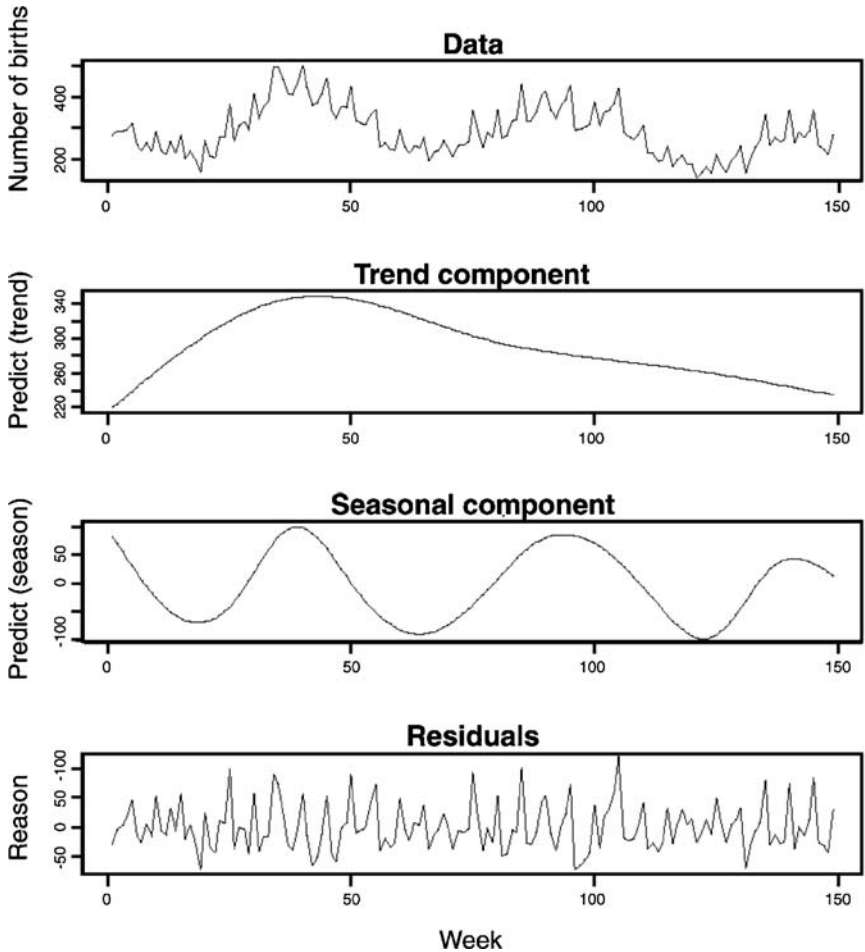 Data
Number of births
400
200
0 50 100 150
Trend component
Predict (trend)
340
300
260
220
0 50 100 150
Seasonal component
Predict (season)
50
0
-100
0 50 100 150
Residuals
Reason
-100
50
0
-50
0 50 100 150
Week